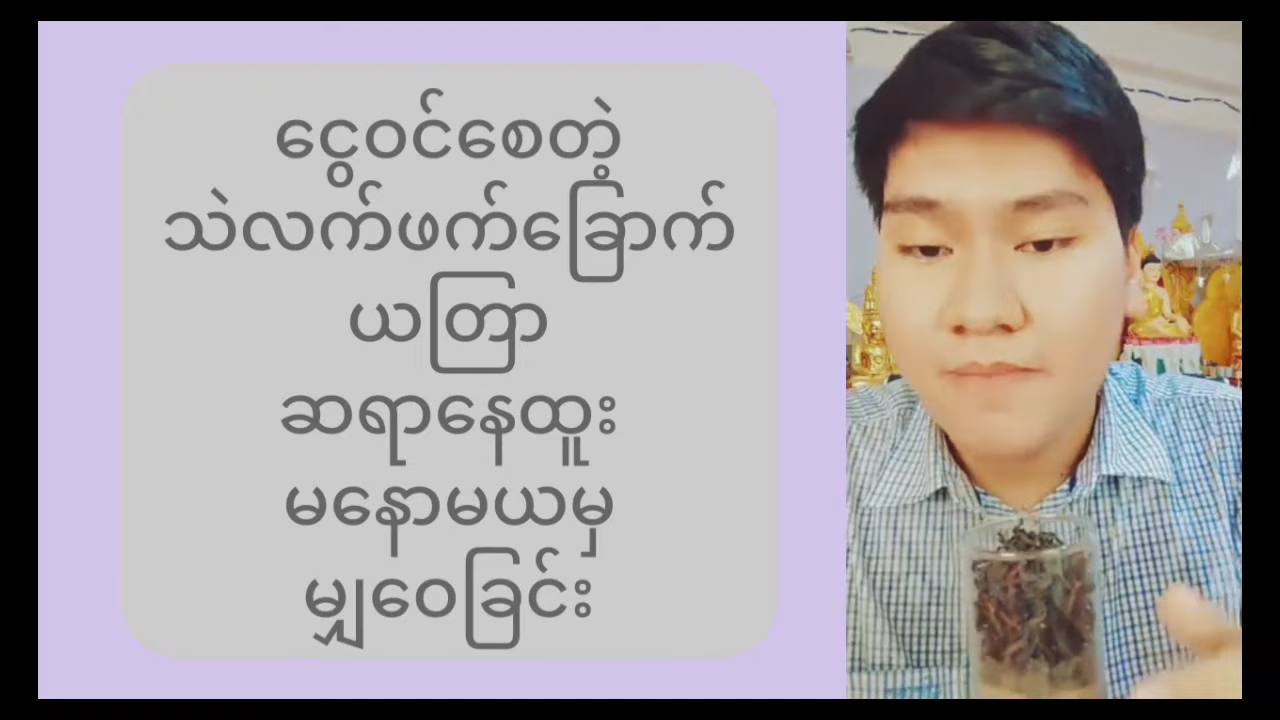 ငွေဝင်စေတဲ့
သဲလက်ဖက်ခြောက်
ယတြာ
ဆရာနေထူး
မနောမယမှ
မျှဝေခြင်း